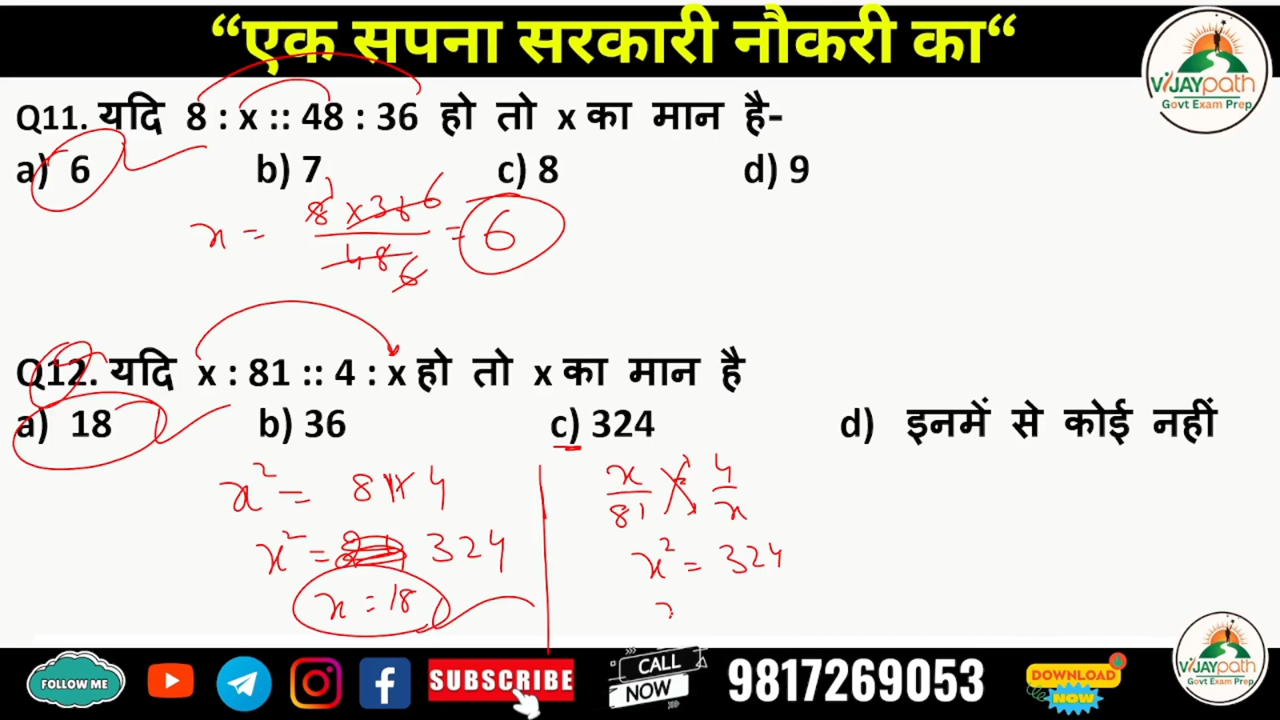 “एक सपना सरकारी नौकरी का“
VIJAYpath
Govt Exam Prep
Q11. यदि 8 : x :: 48 : 36 हो तो x का मान है-
a) 6 b) 7 c) 8 d) 9
x = 8 x 36 6 / 48 6 = 6
Q12. यदि x : 81 :: 4 : x हो तो x का मान है
a) 18 b) 36 c) 324 d) इनमें से कोई नहीं
x² = 81 x 4
x/81 4/x
x² = 324
x² = 324
x = 18
FOLLOW ME
SUBSCRIBE
CALL NOW
9817269053
DOWNLOAD NOW
VIJAYpath
Govt Exam Prep